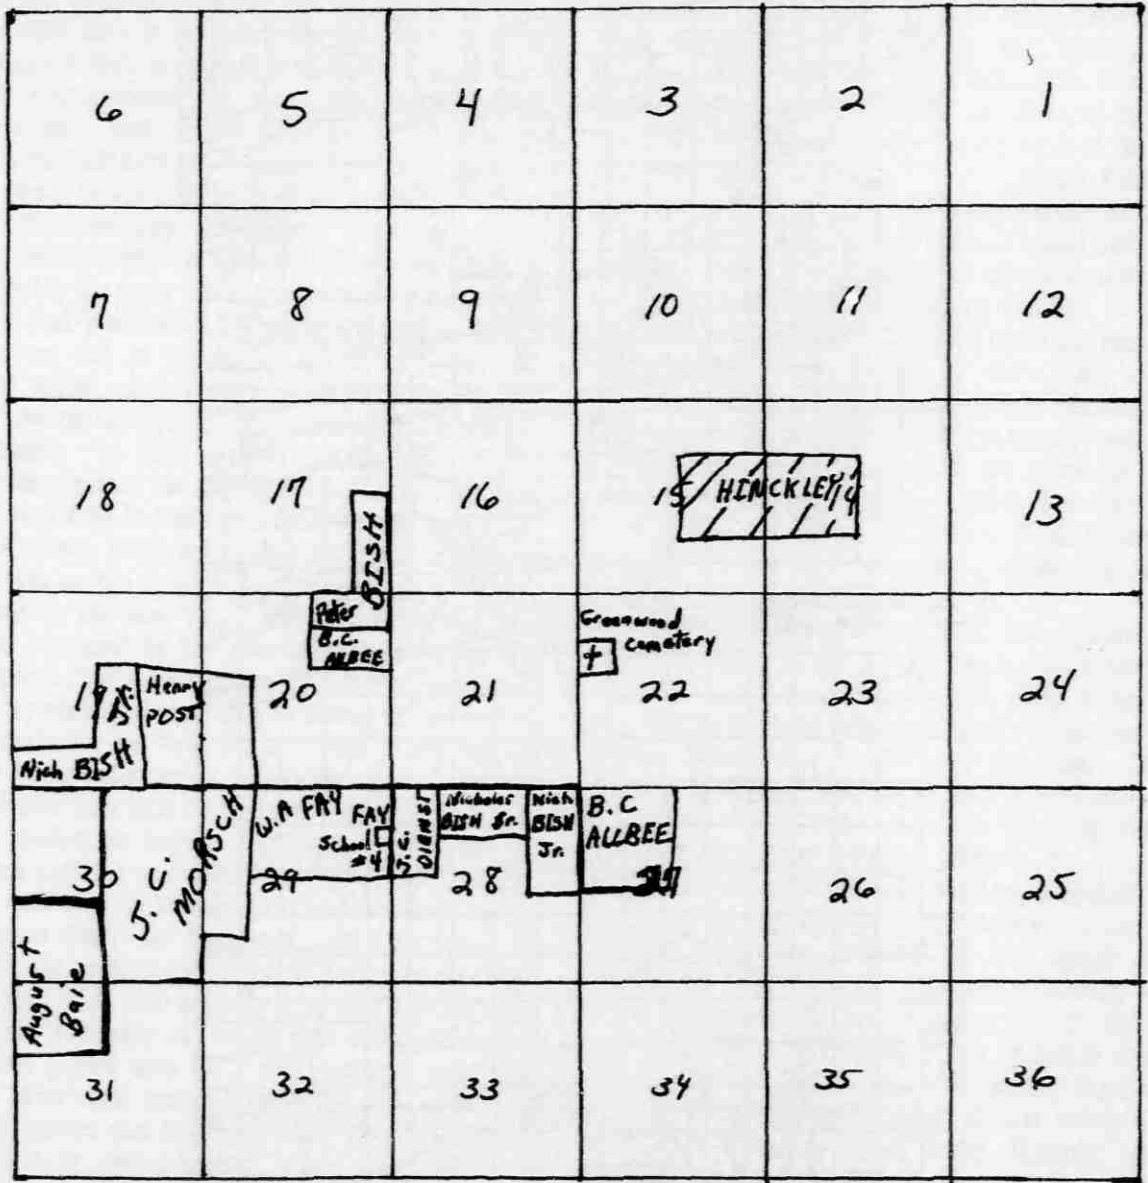 6 5 4 3 2 1
7 8 9 10 11 12
18 17 16 15 HINCKLEY 14 13
BISH
Peter
B.C.
ALLBEE
Greenwood
Cemetery
†
19 20 21 22 23 24
Jr.
Henry
POST
Nich BISH
J. C.
MORSCH
W.A FAY
FAY
School
#4
J. C.
DIENST
Nicholas
BISH Sr.
Nich
BISH
Jr.
B.C
ALLBEE
30 29 28 27 26 25
August
Baie
31 32 33 34 35 36